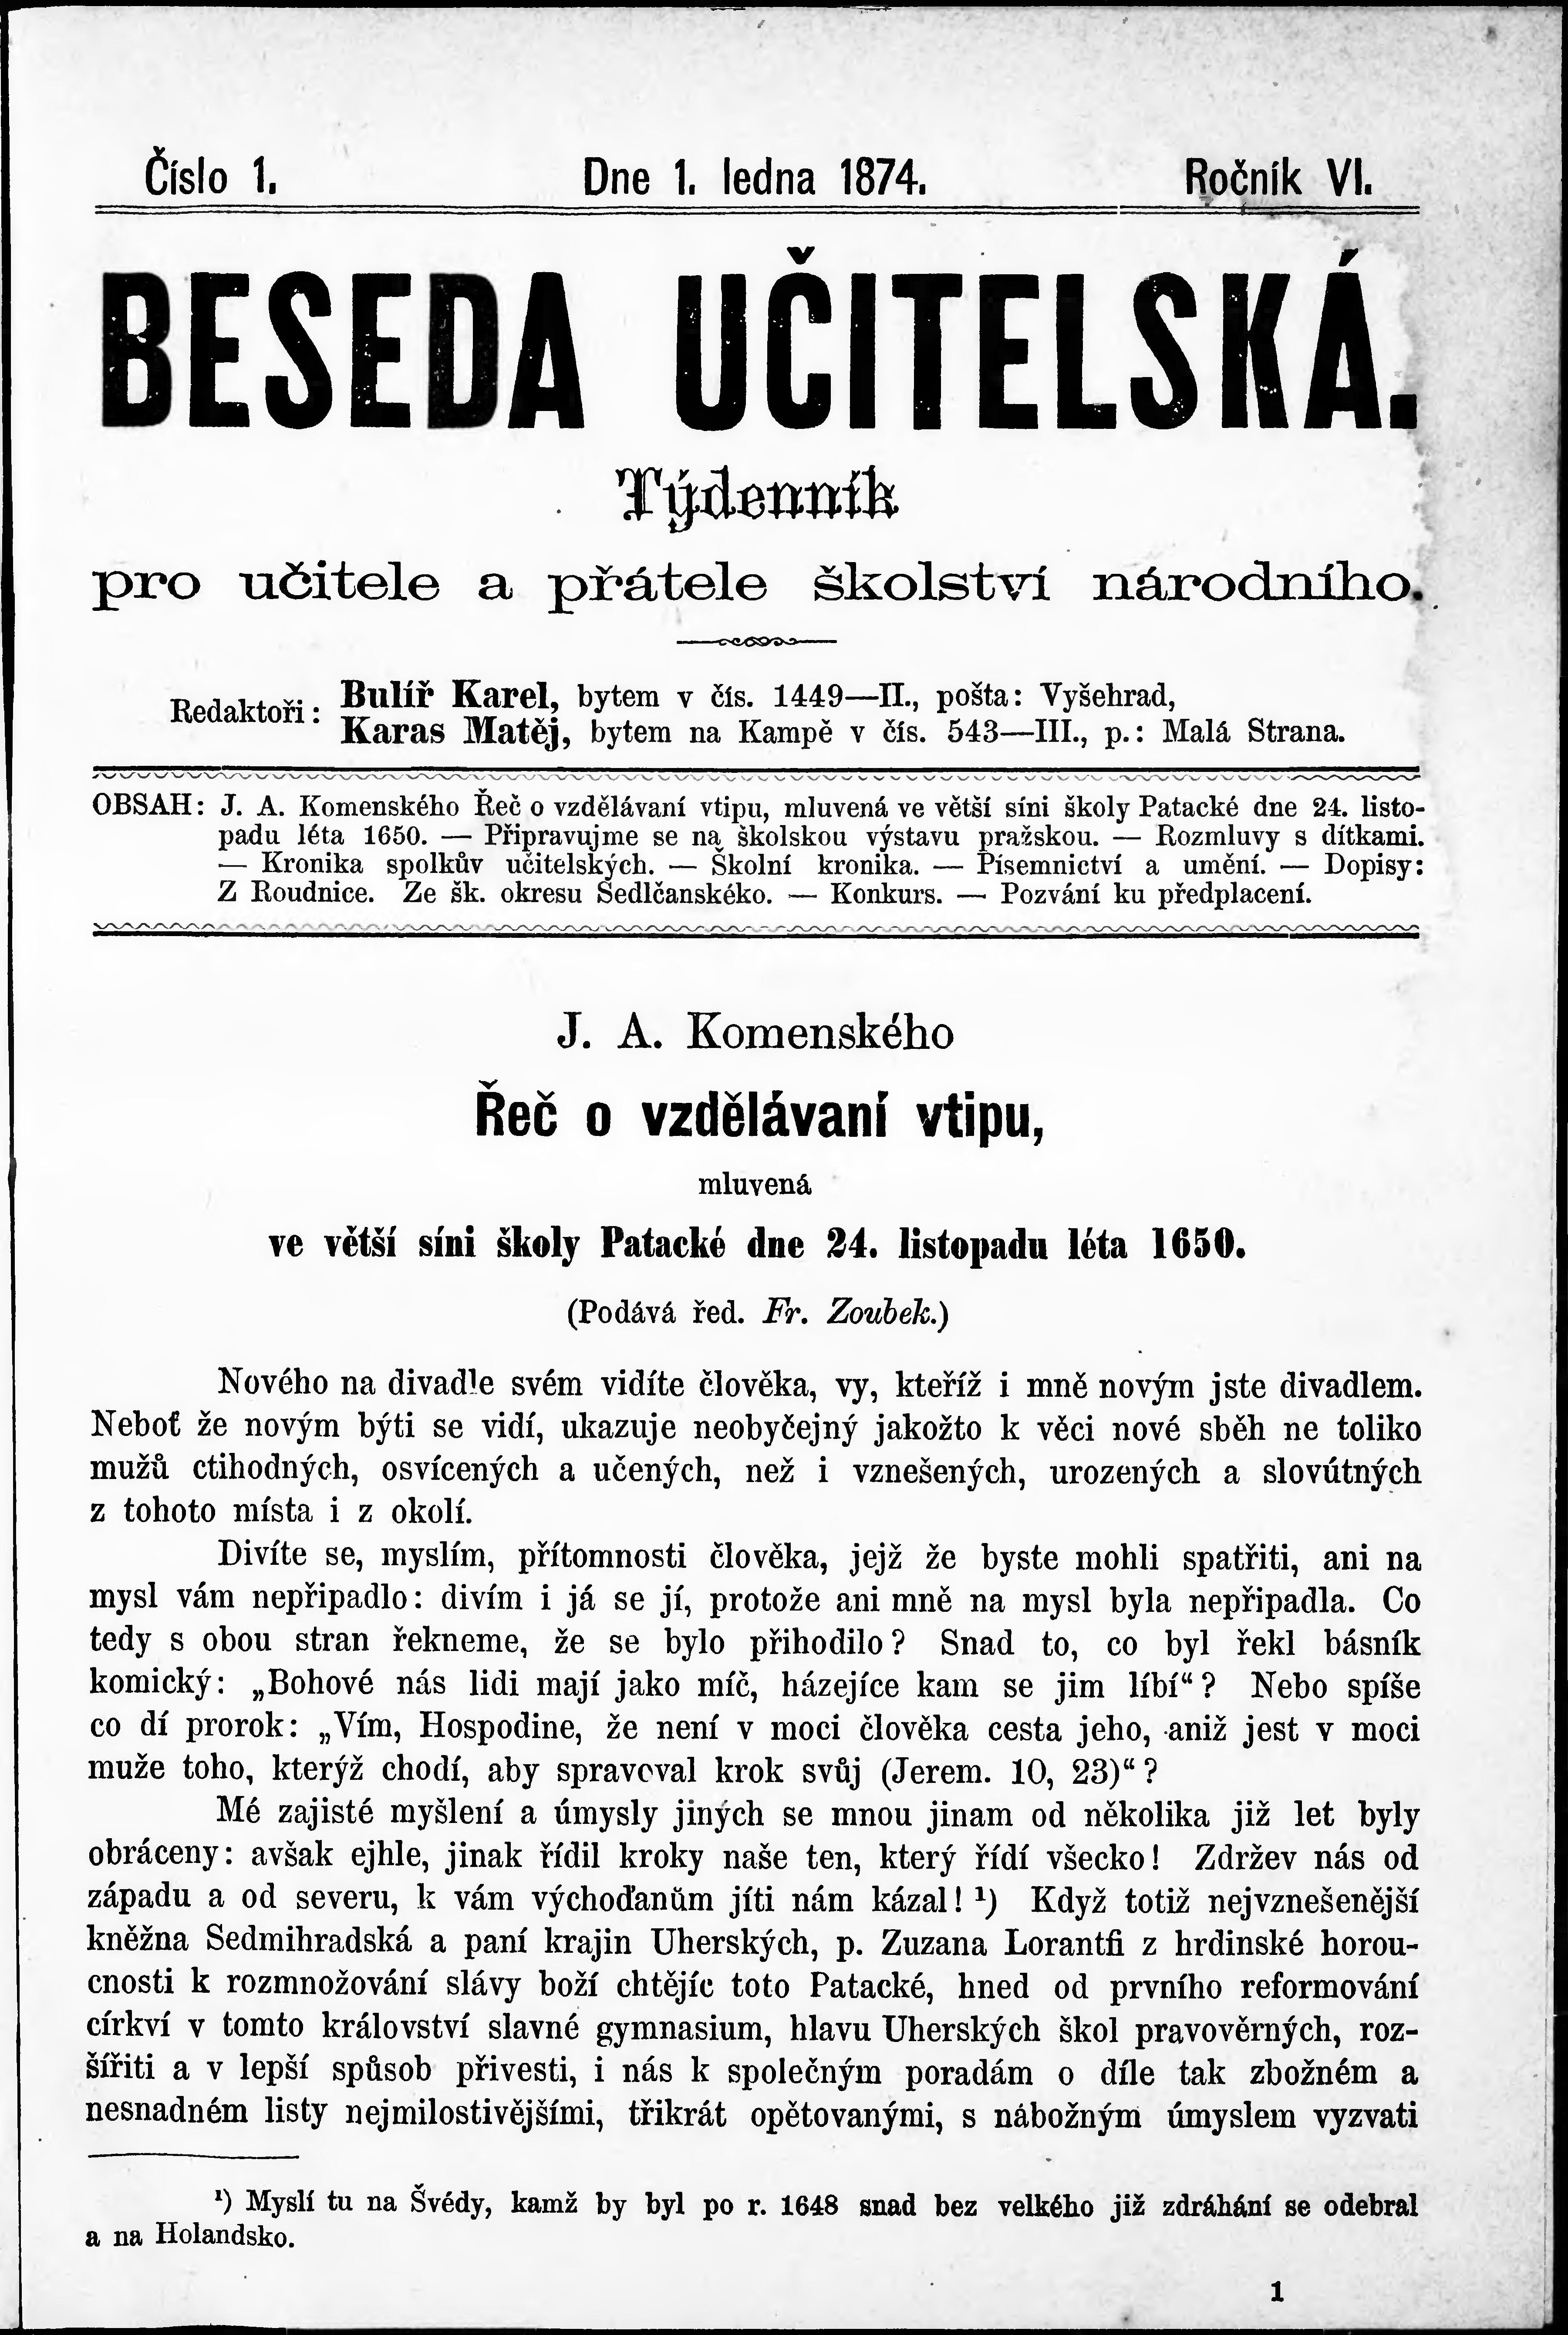 Číslo 1. Dne 1. ledna 1874. Ročník VI.
BESEDA UČITELSKÁ.
Týdenník
pro učitele a přátele školství národního.
Redaktoři: Bulíř Karel, bytem v čís. 1449—II., pošta: Vyšehrad,
Karas Matěj, bytem na Kampě v čís. 543—III., p.: Malá Strana.
OBSAH: J. A. Komenského Řeč o vzdělávaní vtipu, mluvená ve větší síni školy Patacké dne 24. listo-
padu léta 1650. — Připravujme se na školskou výstavu pražskou. — Rozmluvy s dítkami.
— Kronika spolkův učitelských. — Školní kronika. — Písemnictví a umění. — Dopisy:
Z Roudnice. Ze šk. okresu Sedlčanskéko. — Konkurs. — Pozvání ku předplacení.
J. A. Komenského
Řeč o vzdělávaní vtipu,
mluvená
ve větší síni školy Patacké dne 24. listopadu léta 1650.
(Podává řed. Fr. Zoubek.)
Nového na divadle svém vidíte člověka, vy, kteříž i mně novým jste divadlem.
Neboť že novým býti se vidí, ukazuje neobyčejný jakožto k věci nové sběh ne toliko
mužů ctihodných, osvícených a učených, než i vznešených, urozených a slovútných
z tohoto místa i z okolí.
Divíte se, myslím, přítomnosti člověka, jejž že byste mohli spatřiti, ani na
mysl vám nepřipadlo: divím i já se jí, protože ani mně na mysl byla nepřipadla. Co
tedy s obou stran řekneme, že se bylo přihodilo? Snad to, co byl řekl básník
komický: „Bohové nás lidi mají jako míč, házejíce kam se jim líbí“? Nebo spíše
co dí prorok: „Vím, Hospodine, že není v moci člověka cesta jeho, aniž jest v moci
muže toho, kterýž chodí, aby spravoval krok svůj (Jerem. 10, 23)“?
Mé zajisté myšlení a úmysly jiných se mnou jinam od několika již let byly
obráceny: avšak ejhle, jinak řídil kroky naše ten, který řídí všecko! Zdržev nás od
západu a od severu, k vám výchoďanům jíti nám kázal! ¹) Když totiž nejvznešenější
kněžna Sedmihradská a paní krajin Uherských, p. Zuzana Lorantfi z hrdinské horou-
cnosti k rozmnožování slávy boží chtějíc toto Patacké, hned od prvního reformování
církví v tomto království slavné gymnasium, hlavu Uherských škol pravověrných, roz-
šířiti a v lepší spůsob přivesti, i nás k společným poradám o díle tak zbožném a
nesnadném listy nejmilostivějšími, třikrát opětovanými, s nábožným úmyslem vyzvati
¹) Myslí tu na Švédy, kamž by byl po r. 1648 snad bez velkého již zdráhání se odebral
a na Holandsko.
1